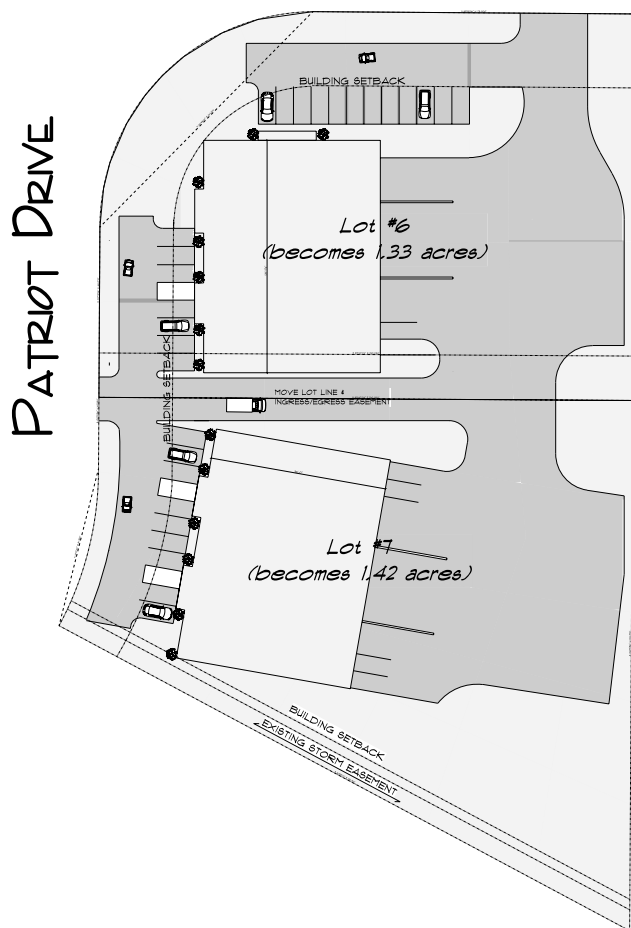 BUILDING SETBACK
PATRIOT DRIVE
Lot #6
(becomes 1.33 acres)
BUILDING SETBACK
MOVE LOT LINE &
INGRESS/EGRESS EASEMENT
Lot #7
(becomes 1.42 acres)
BUILDING SETBACK
EXISTING STORM EASEMENT